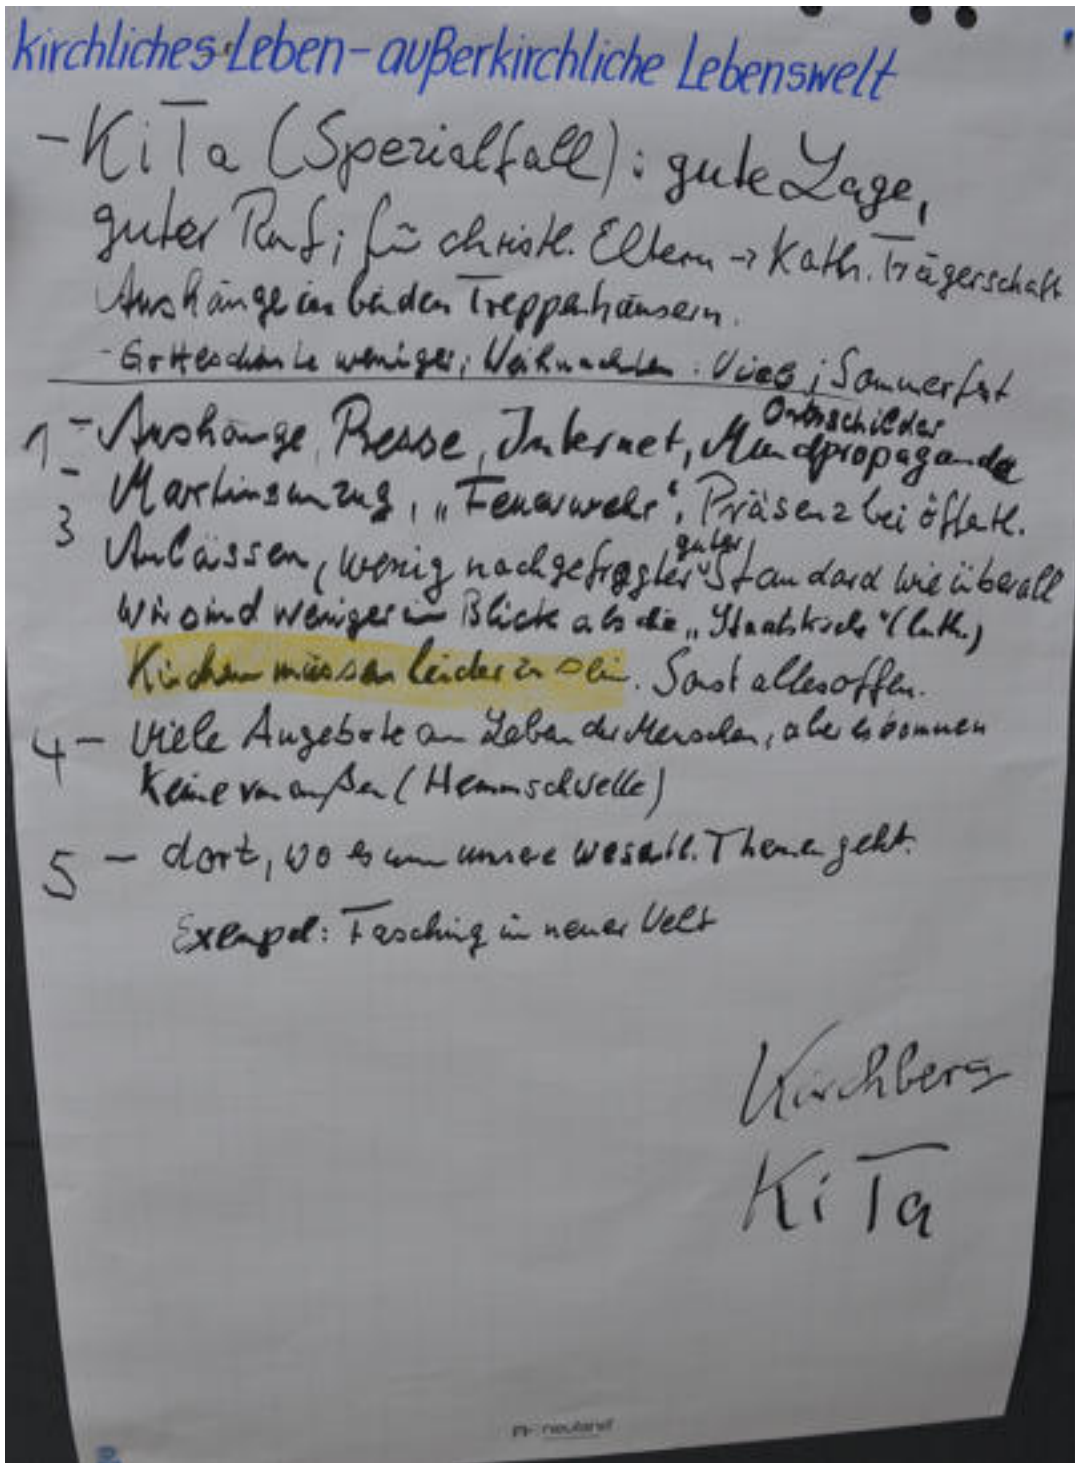 kirchliches Leben - außerkirchliche Lebenswelt
- KiTa (Spezialfall): gute Lage,
guter Ruf; für christl. Eltern → Kath. Trägerschaft
Aushänge in beiden Treppenhäusern.
- Gottesdienste weniger; Weihnachten: ; Sommerfest
Ortsschilder
1 - Aushänge, Presse, Internet, Mundpropaganda
- Martinsumzug, „Feuerwehr“, Präsenz bei öffentl.
3
guter
Anlässen, wenig nachgefragter Standard wie überall
Wir sind weniger im Blick als die „Staatskirche“ (luth.)
Kirchen müssen leider zu sein. Sonst alles offen.
4 - Viele Angebote am Leben der Menschen, aber es kommen
Keine von außen (Hemmschwelle)
5 - dort, wo es um unsere wesentl. Themen geht.
Exempel: Fasching in neuer Welt
Kirchberg
KiTa
neuland